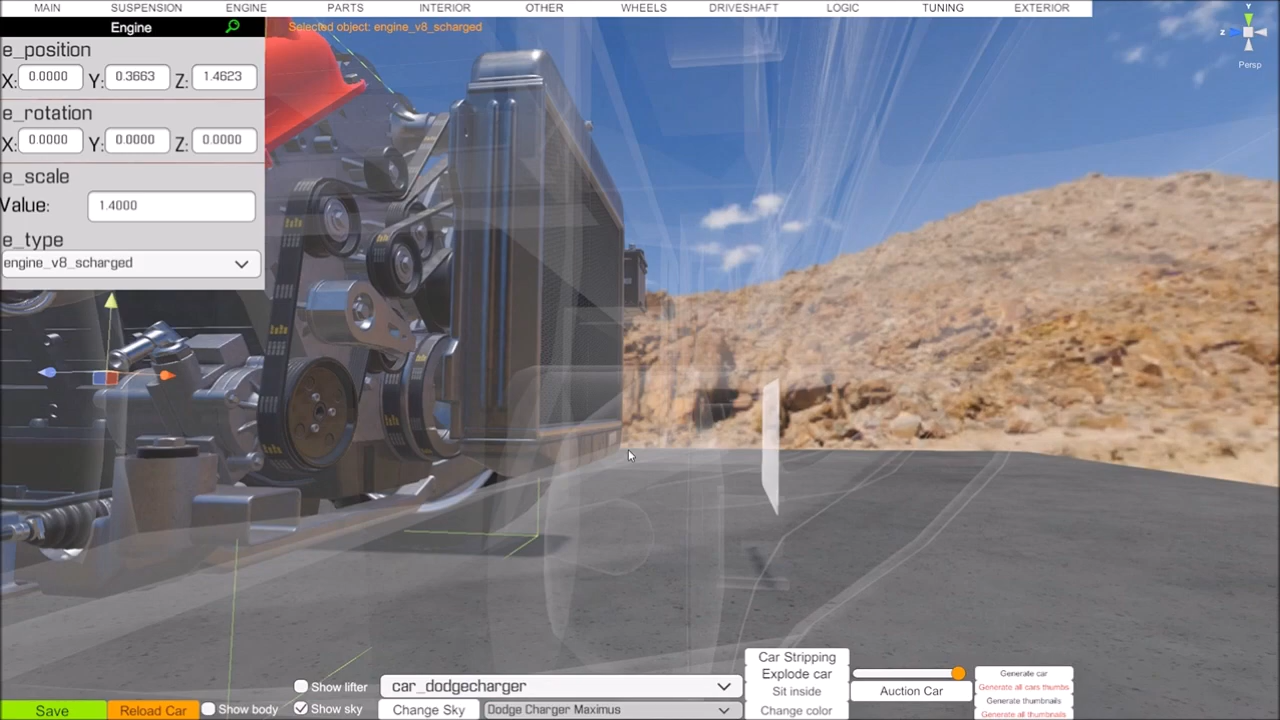 MAIN SUSPENSION ENGINE PARTS INTERIOR OTHER WHEELS DRIVESHAFT LOGIC TUNING EXTERIOR
Engine
Selected object: engine_v8_scharged
e_position
X: 0.0000 Y: 0.3663 Z: 1.4623
e_rotation
X: 0.0000 Y: 0.0000 Z: 0.0000
e_scale
Value: 1.4000
e_type
engine_v8_scharged
Y
Z
Persp
Show lifter
car_dodgecharger
Car Stripping
Explode car
Sit inside
Change color
Auction Car
Generate car
Generate all cars thumbs
Generate thumbnails
Generate all thumbnails
Save
Reload Car
Show body
Show sky
Change Sky
Dodge Charger Maximus